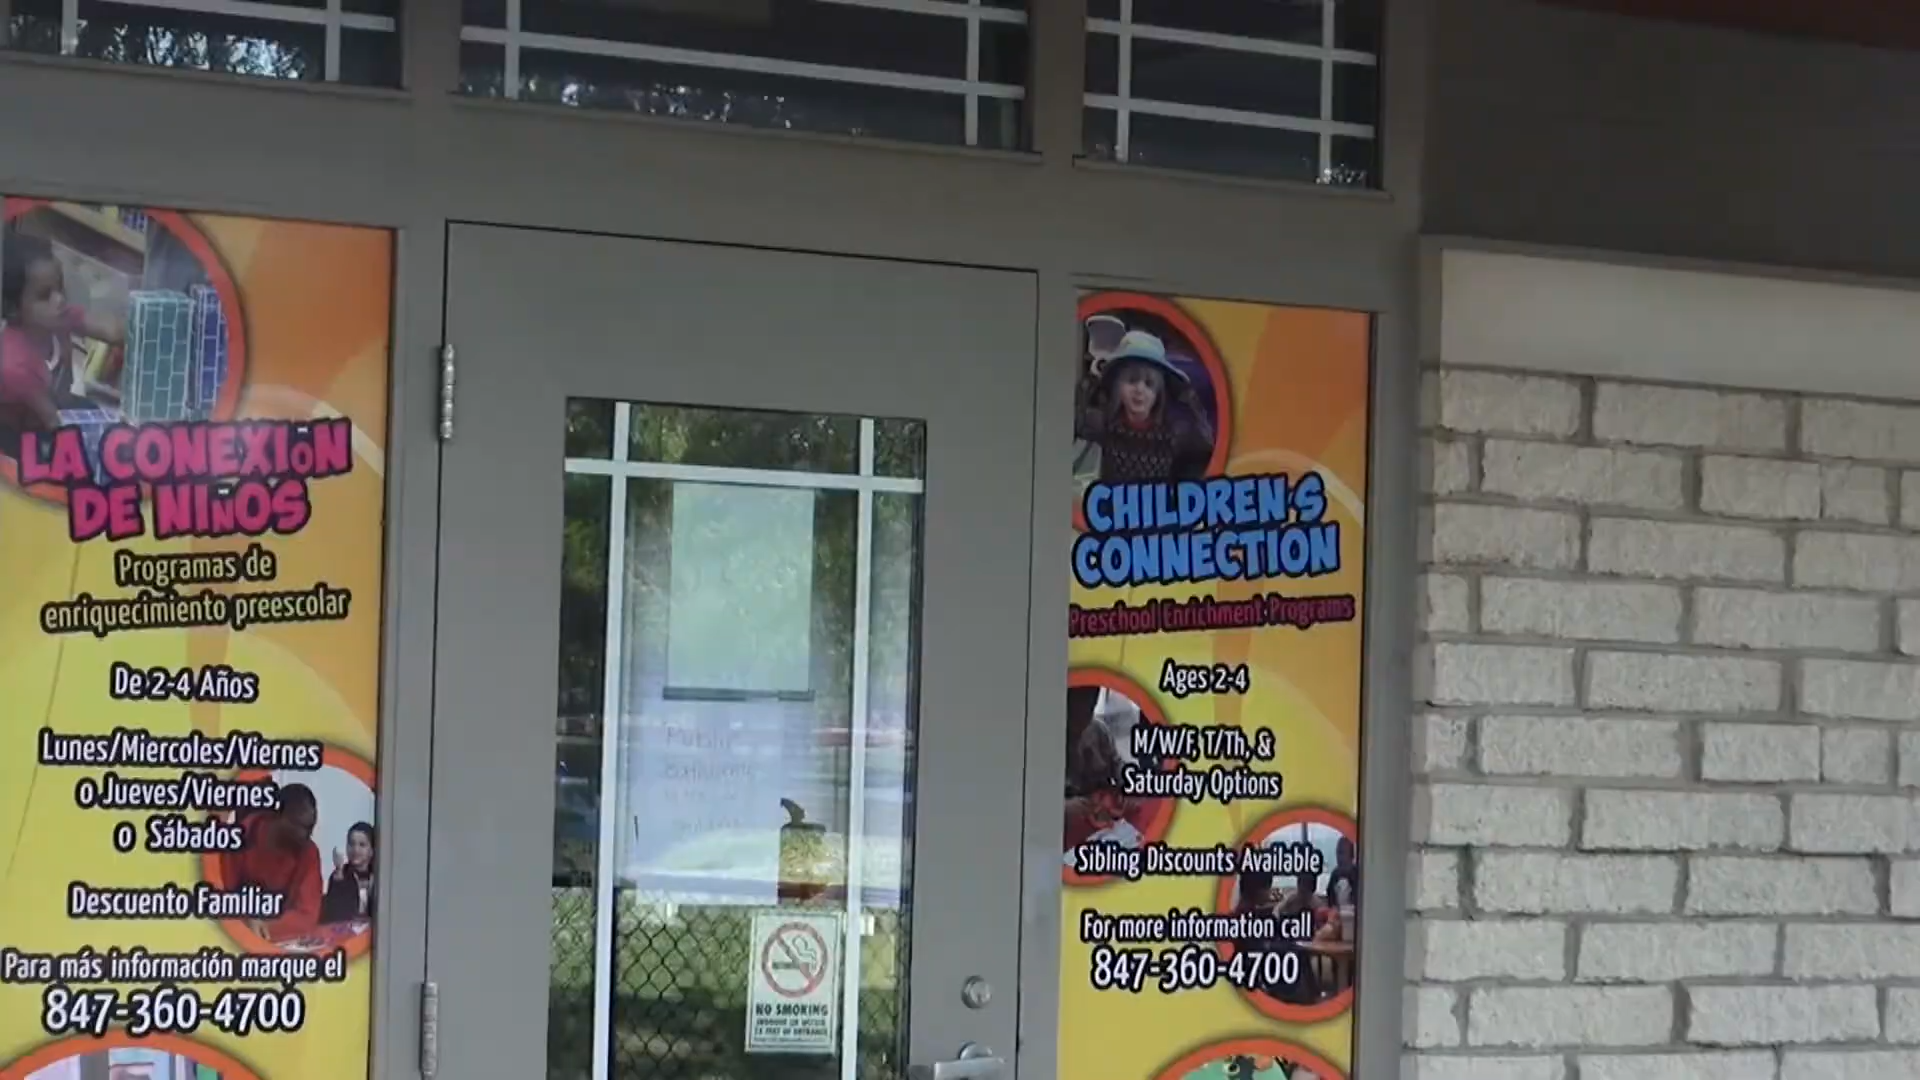 LA CONEXIóN
DE NIñOS
Programas de
enriquecimiento preescolar
De 2-4 Años
Lunes/Miercoles/Viernes
o Jueves/Viernes,
o Sábados
Descuento Familiar
Para más información marque el
847-360-4700
NO SMOKING
CHILDREN'S
CONNECTION
Preschool Enrichment Programs
Ages 2-4
M/W/F, T/Th, &
Saturday Options
Sibling Discounts Available
For more information call
847-360-4700